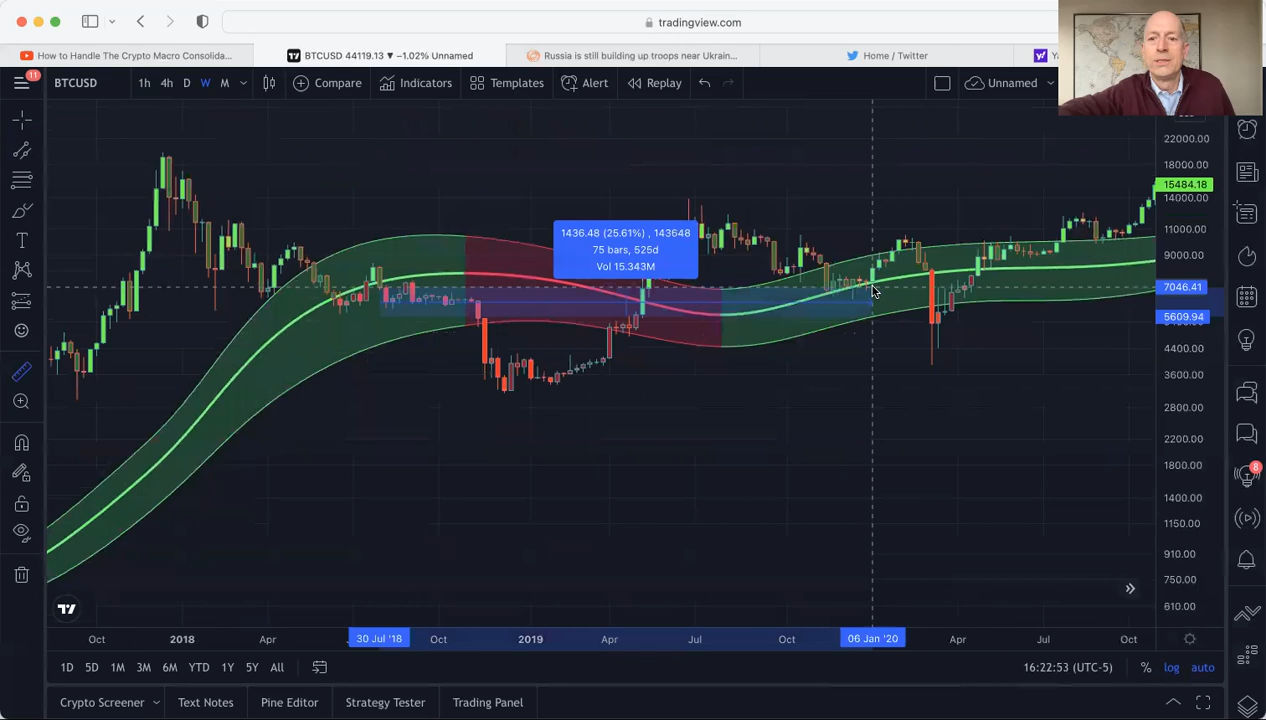 tradingview.com
How to Handle The Crypto Macro Consolida...
BTCUSD 44119.13 ▼ −1.02% Unnamed
Russia is still building up troops near Ukrain...
Home / Twitter
11
BTCUSD
1h 4h D W M
Compare
Indicators
Templates
Alert
Replay
Unnamed
22000.00
18000.00
15484.18
14000.00
11000.00
9000.00
7046.41
5609.94
4400.00
3600.00
2800.00
2200.00
1800.00
1400.00
1150.00
910.00
750.00
610.00
1436.48 (25.61%) , 143648
75 bars, 525d
Vol 15.343M
8
Oct 2018 Apr 30 Jul '18 Oct 2019 Apr Jul Oct 06 Jan '20 Apr Jul Oct
1D 5D 1M 3M 6M YTD 1Y 5Y All
16:22:53 (UTC-5) % log auto
Crypto Screener Text Notes Pine Editor Strategy Tester Trading Panel